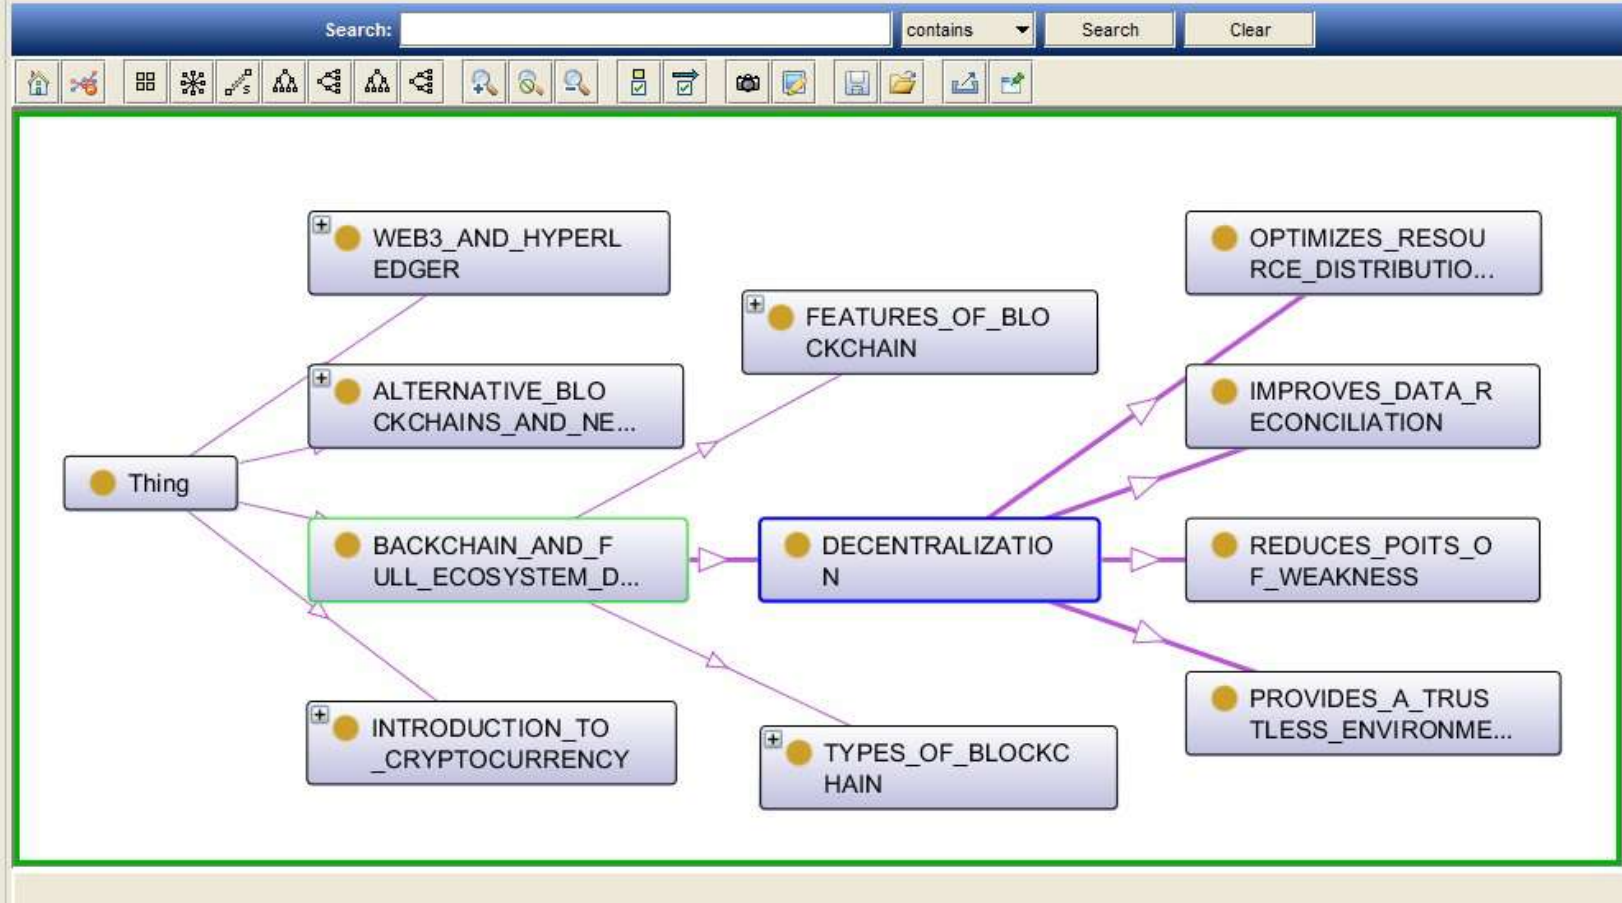 Search:
contains
Search
Clear
WEB3_AND_HYPERL
EDGER
OPTIMIZES_RESOU
RCE_DISTRIBUTIO...
FEATURES_OF_BLO
CKCHAIN
ALTERNATIVE_BLO
CKCHAINS_AND_NE...
IMPROVES_DATA_R
ECONCILIATION
Thing
BACKCHAIN_AND_F
ULL_ECOSYSTEM_D...
DECENTRALIZATIO
N
REDUCES_POITS_O
F_WEAKNESS
PROVIDES_A_TRUS
TLESS_ENVIRONME...
INTRODUCTION_TO
_CRYPTOCURRENCY
TYPES_OF_BLOCKC
HAIN